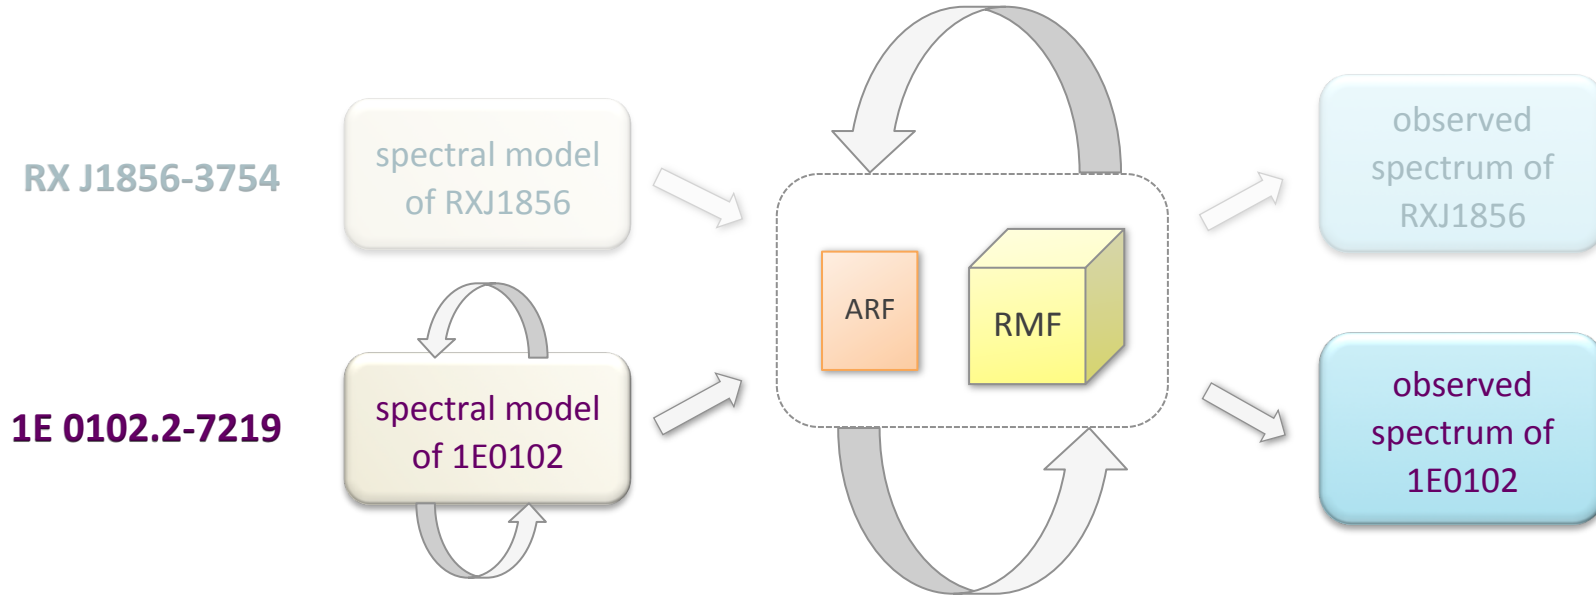 RX J1856-3754
spectral model
of RXJ1856
observed
spectrum of
RXJ1856
ARF
RMF
1E 0102.2-7219
spectral model
of 1E0102
observed
spectrum of
1E0102